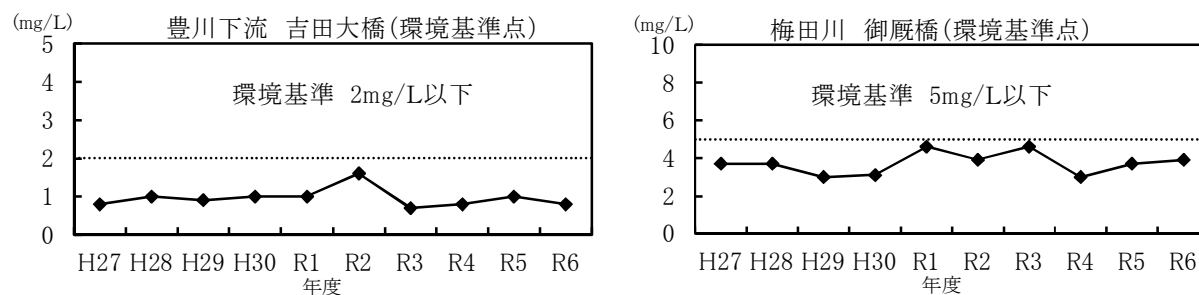 (mg/L)
豊川下流 吉田大橋(環境基準点)
5
4
3
2
1
0
環境基準 2mg/L以下
H27 H28 H29 H30 R1 R2 R3 R4 R5 R6
年度
(mg/L)
梅田川 御厩橋(環境基準点)
10
8
6
4
2
0
環境基準 5mg/L以下
H27 H28 H29 H30 R1 R2 R3 R4 R5 R6
年度